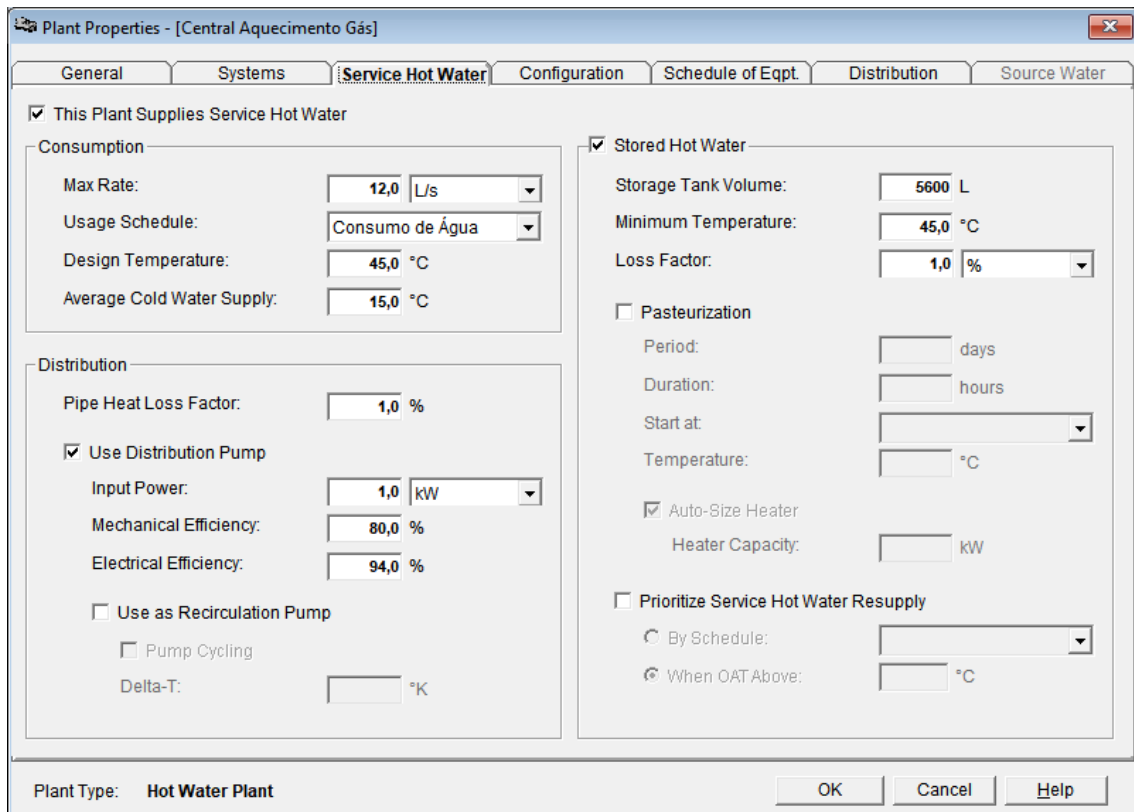 Plant Properties - [Central Aquecimento Gás]
General Systems Service Hot Water Configuration Schedule of Eqpt. Distribution Source Water
This Plant Supplies Service Hot Water
Consumption
Max Rate: 12,0 L/s
Usage Schedule: Consumo de Água
Design Temperature: 45,0 °C
Average Cold Water Supply: 15,0 °C
Distribution
Pipe Heat Loss Factor: 1,0 %
Use Distribution Pump
Input Power: 1,0 kW
Mechanical Efficiency: 80,0 %
Electrical Efficiency: 94,0 %
Use as Recirculation Pump
Pump Cycling
Delta-T: °K
Stored Hot Water
Storage Tank Volume: 5600 L
Minimum Temperature: 45,0 °C
Loss Factor: 1,0 %
Pasteurization
Period: days
Duration: hours
Start at:
Temperature: °C
Auto-Size Heater
Heater Capacity: kW
Prioritize Service Hot Water Resupply
By Schedule:
When OAT Above: °C
Plant Type: Hot Water Plant
OK Cancel Help